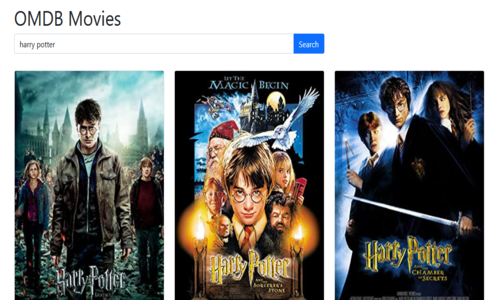 OMDB Movies
harry potter
Search
Harry Potter
LET THE
MAGIC BEGIN
Harry Potter
AND THE
SORCERER'S
STONE
Harry Potter
AND THE
CHAMBER
OF SECRETS